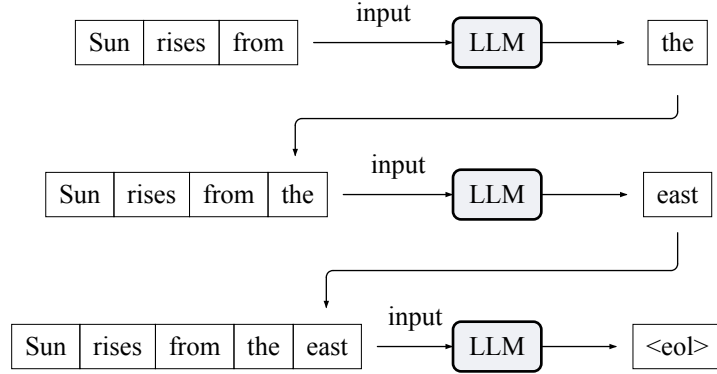 input
Sun rises from LLM the
input
Sun rises from the LLM east
input
Sun rises from the east LLM <eol>